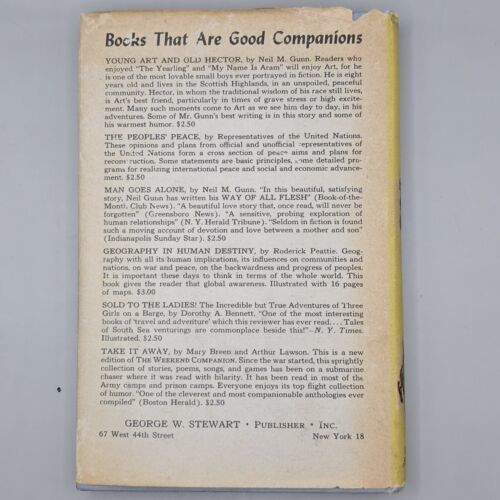 Books That Are Good Companions
YOUNG ART AND OLD HECTOR, by Neil M. Gunn. Readers who
enjoyed "The Yearling" and "My Name Is Aram" will enjoy Art, for he
is one of the most lovable small boys ever portrayed in fiction. He is eight
years old and lives in the Scottish Highlands, in an unspoiled, peaceful
community. Hector, in whom the traditional wisdom of his race still lives,
is Art's best friend, particularly in times of grave stress or high excite-
ment. Many such moments come to Art as we see him day to day, in his
adventures. Some of Mr. Gunn's best writing is in this story and some of
his warmest humor. $2.50
THE PEOPLES' PEACE, by Representatives of the United Nations.
These opinions and plans from official and unofficial representatives of
the United Nations form a cross section of peace aims and plans for
reconstruction. Some statements are basic principles, some detailed pro-
grams for realizing international peace and social and economic advance-
ment. $2.50
MAN GOES ALONE, by Neil M. Gunn. "In this beautiful, satisfying
story, Neil Gunn has written his WAY OF ALL FLESH" (Book-of-the-
Month Club News). "A beautiful love story that, once read, will never be
forgotten" (Greensboro News). "A sensitive, probing exploration of
human relationships" (N. Y. Herald Tribune). "Seldom in fiction is found
such a moving account of devotion and love between a mother and son"
(Indianapolis Sunday Star). $2.50
GEOGRAPHY IN HUMAN DESTINY, by Roderick Peattie. Geog-
raphy with all its human implications, its influences on communities and
nations, on war and peace, on the backwardness and progress of peoples.
It is important these days to think in terms of the whole world. This
book gives the reader that global awareness. Illustrated with 16 pages
of maps. $3.00
SOLD TO THE LADIES! The Incredible but True Adventures of Three
Girls on a Barge, by Dorothy A. Bennett. "One of the most interesting
books of 'travel and adventure' which this reviewer has ever read. . . . Tales
of South Sea venturings are commonplace beside this!"—N. Y. Times.
Illustrated. $2.50
TAKE IT AWAY, by Mary Breen and Arthur Lawson. This is a new
edition of THE WEEKEND COMPANION. Since the war started, this sprightly
collection of stories, poems, songs, and games has been on a submarine
chaser where it was read with hilarity. It has been read in most of the
Army camps and prison camps. Everyone enjoys its top flight collection
of humor. "One of the cleverest and most companionable anthologies ever
compiled" (Boston Herald). $2.50
GEORGE W. STEWART · PUBLISHER · INC.
67 West 44th Street New York 18